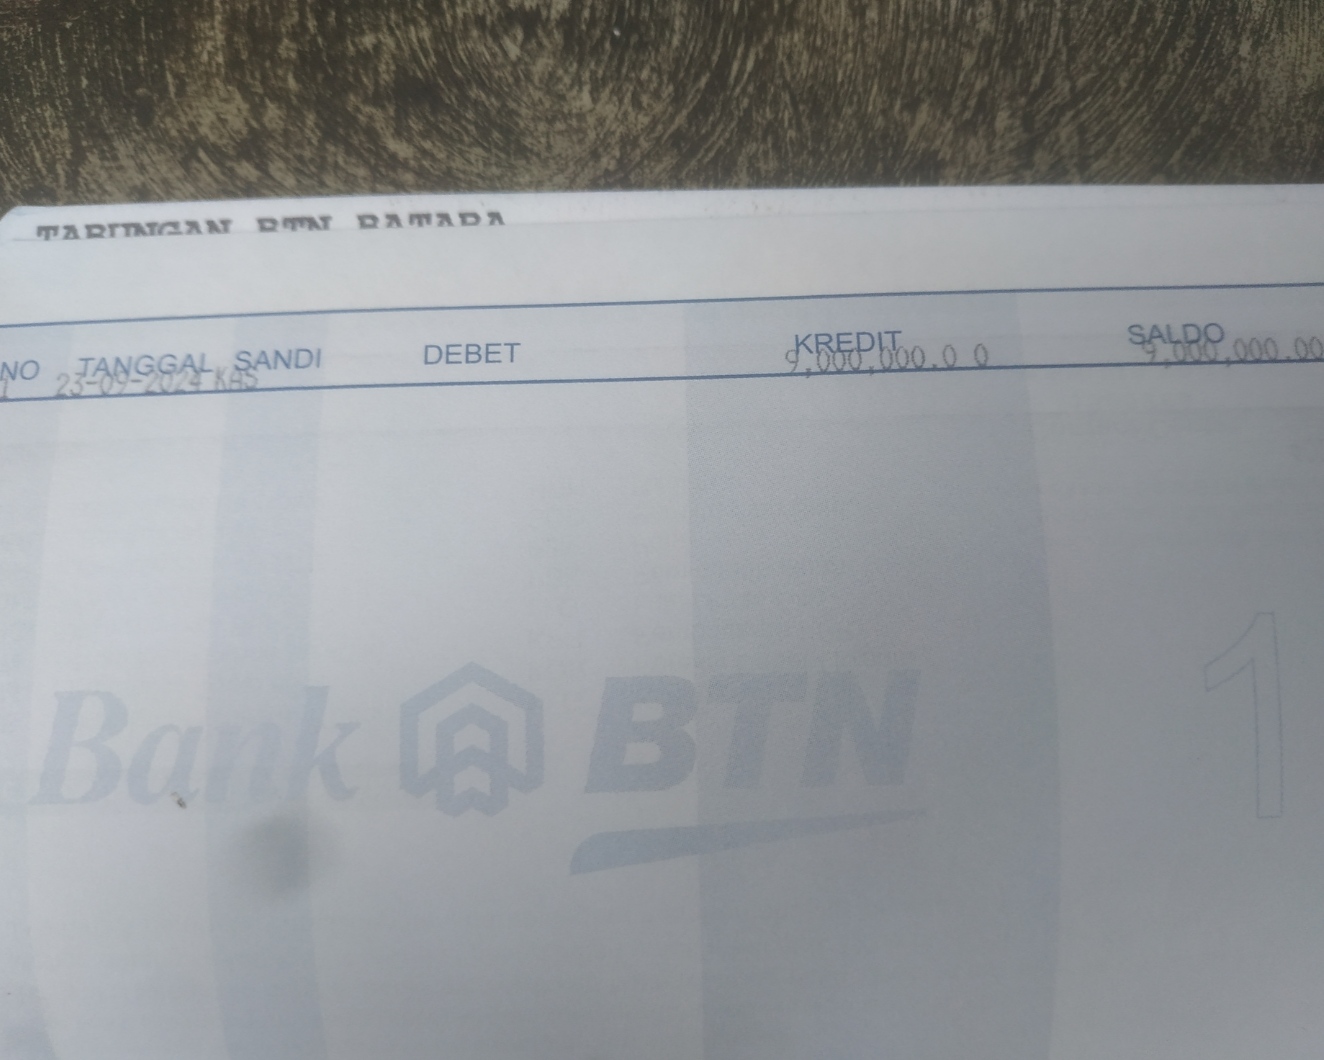 TABUNGAN BTN BATARA
NO TANGGAL SANDI DEBET KREDIT SALDO
1 23-09-2024 KAS 9,000,000.0 0 9,000,000.00
Bank BTN
1